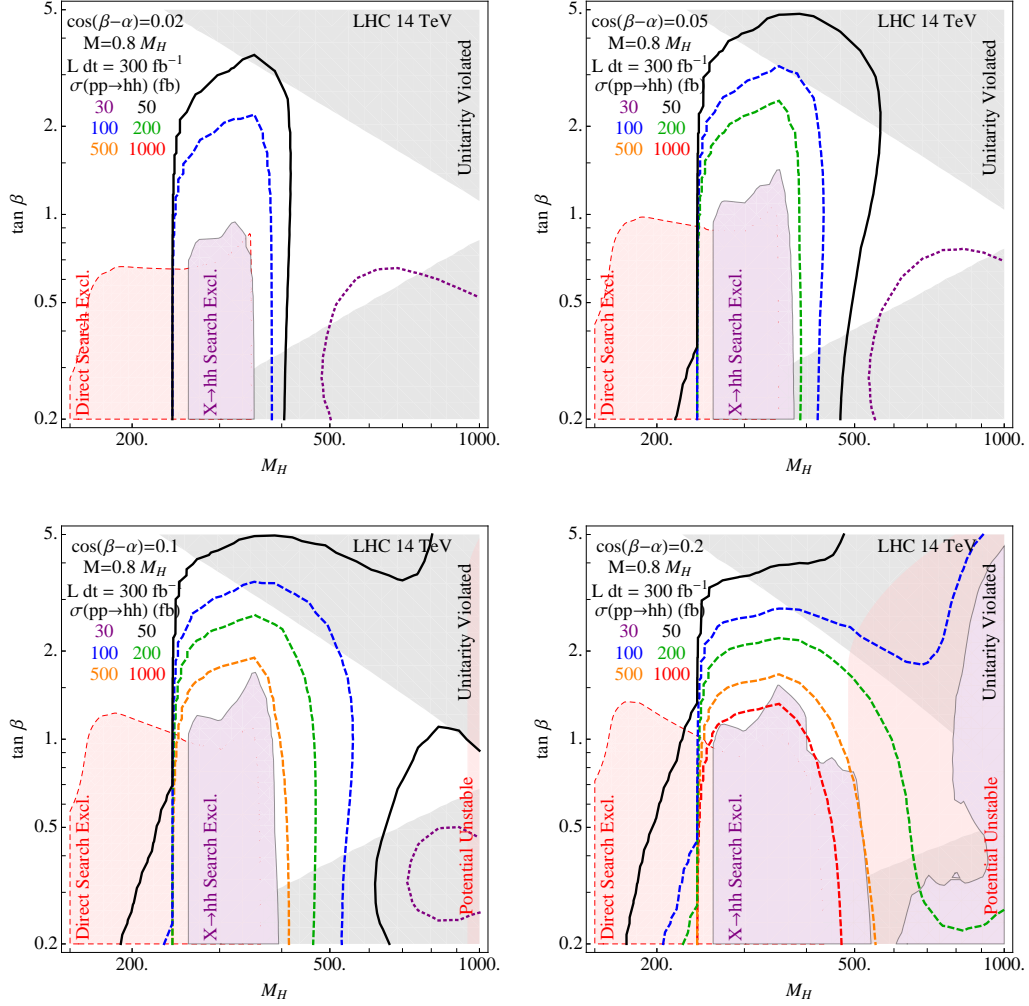 cos(β−α)=0.02
LHC 14 TeV
M=0.8 M_H
L dt = 300 fb⁻¹
σ(pp→hh) (fb)
30 50
100 200
500 1000
Unitarity Violated
Direct Search Excl.
X→hh Search Excl.
tan β
5.
2.
1.
0.5
0.2
200. 500. 1000.
M_H
cos(β−α)=0.05
LHC 14 TeV
M=0.8 M_H
L dt = 300 fb⁻¹
σ(pp→hh) (fb)
30 50
100 200
500 1000
Unitarity Violated
Direct Search Excl.
X→hh Search Excl.
tan β
5.
2.
1.
0.5
0.2
200. 500. 1000.
M_H
cos(β−α)=0.1
LHC 14 TeV
M=0.8 M_H
L dt = 300 fb⁻
σ(pp→hh) (fb)
30 50
100 200
500 1000
Unitarity Violated
Direct Search Excl.
X→hh Search Excl.
Potential Unstable
tan β
5.
2.
1.
0.5
0.2
200. 500. 1000.
M_H
cos(β−α)=0.2
LHC 14 TeV
M=0.8 M_H
L dt = 300 fb⁻¹
σ(pp→hh) (fb)
30 50
100 200
500 1000
Unitarity Violated
Direct Search Excl.
X→hh Search Excl.
Potential Unstable
tan β
5.
2.
1.
0.5
0.2
200. 500. 1000.
M_H